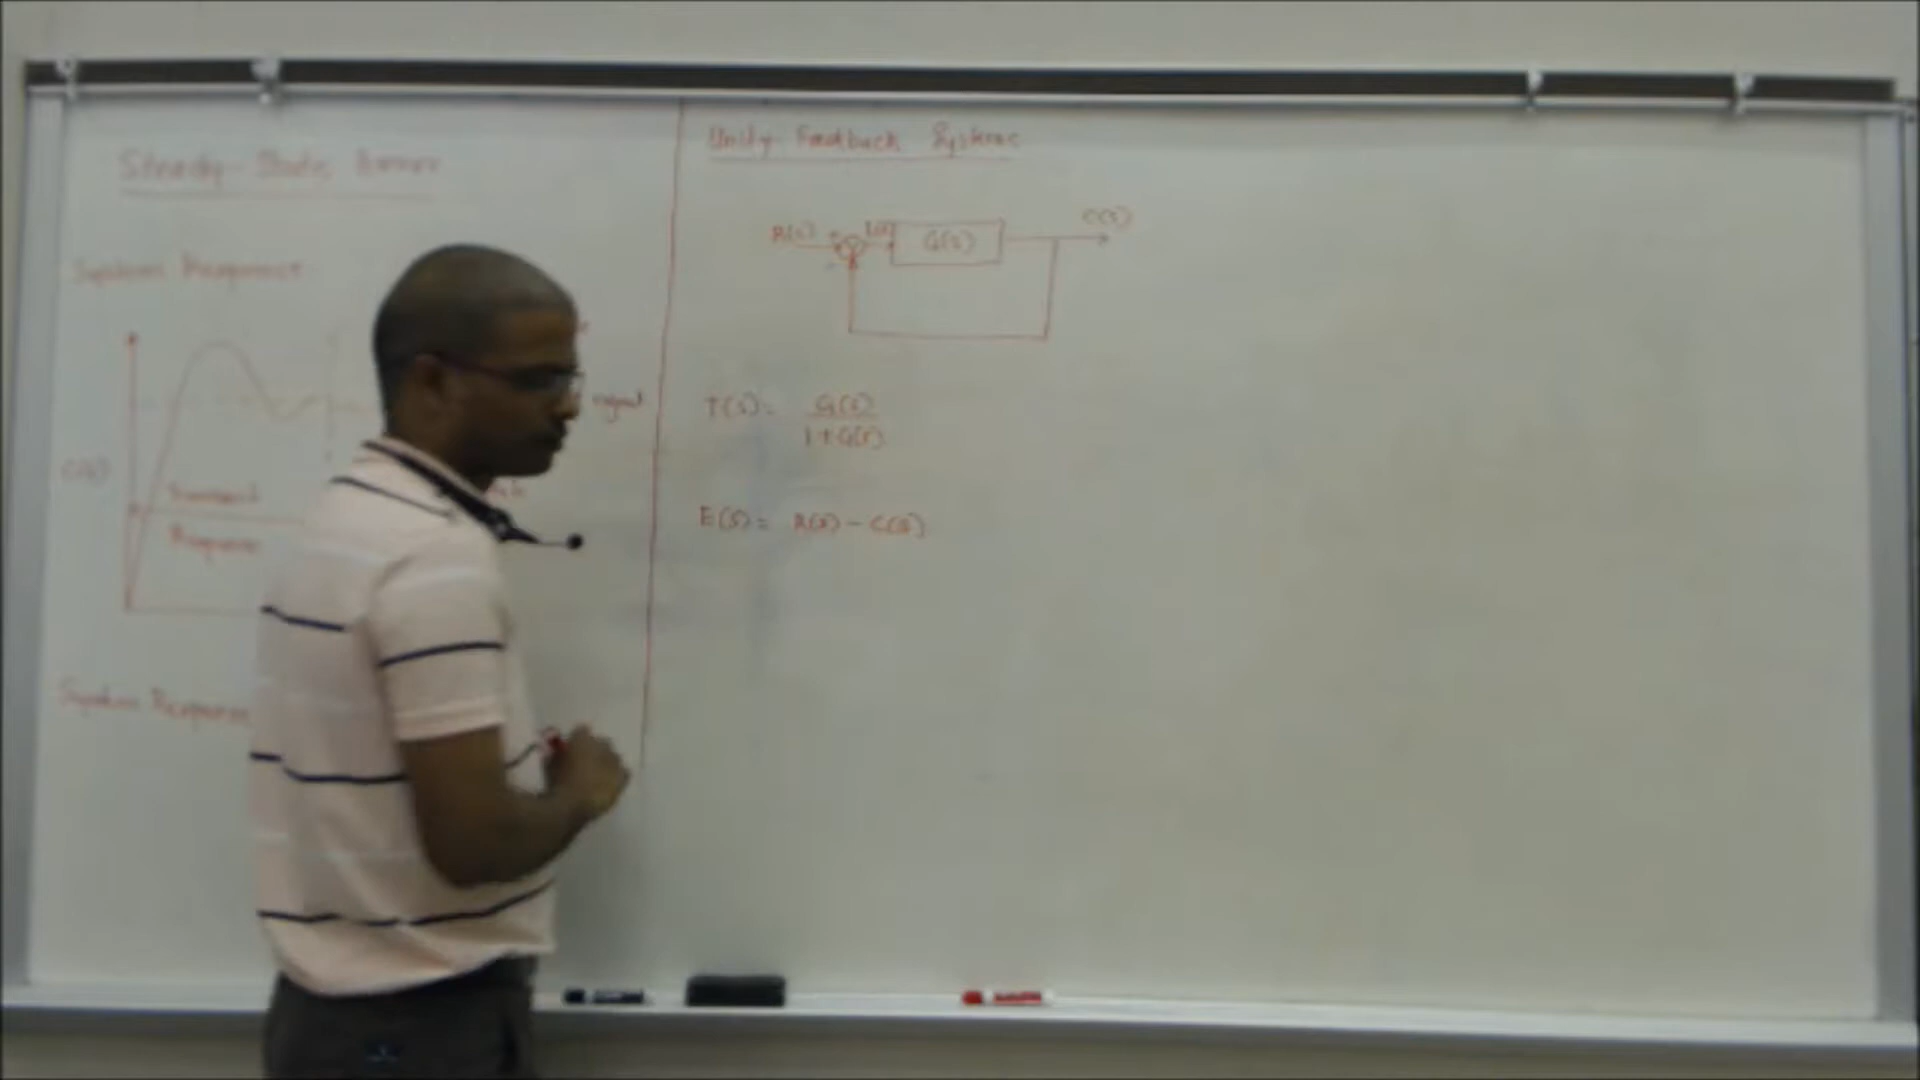 Steady-State Error
System Response
C(t)
Transient
Response
System Response
Unity-Feedback Systems
R(s) + E(s) G(s) C(s)
-
T(s) = G(s)
1+G(s)
E(s) = R(s) - C(s)